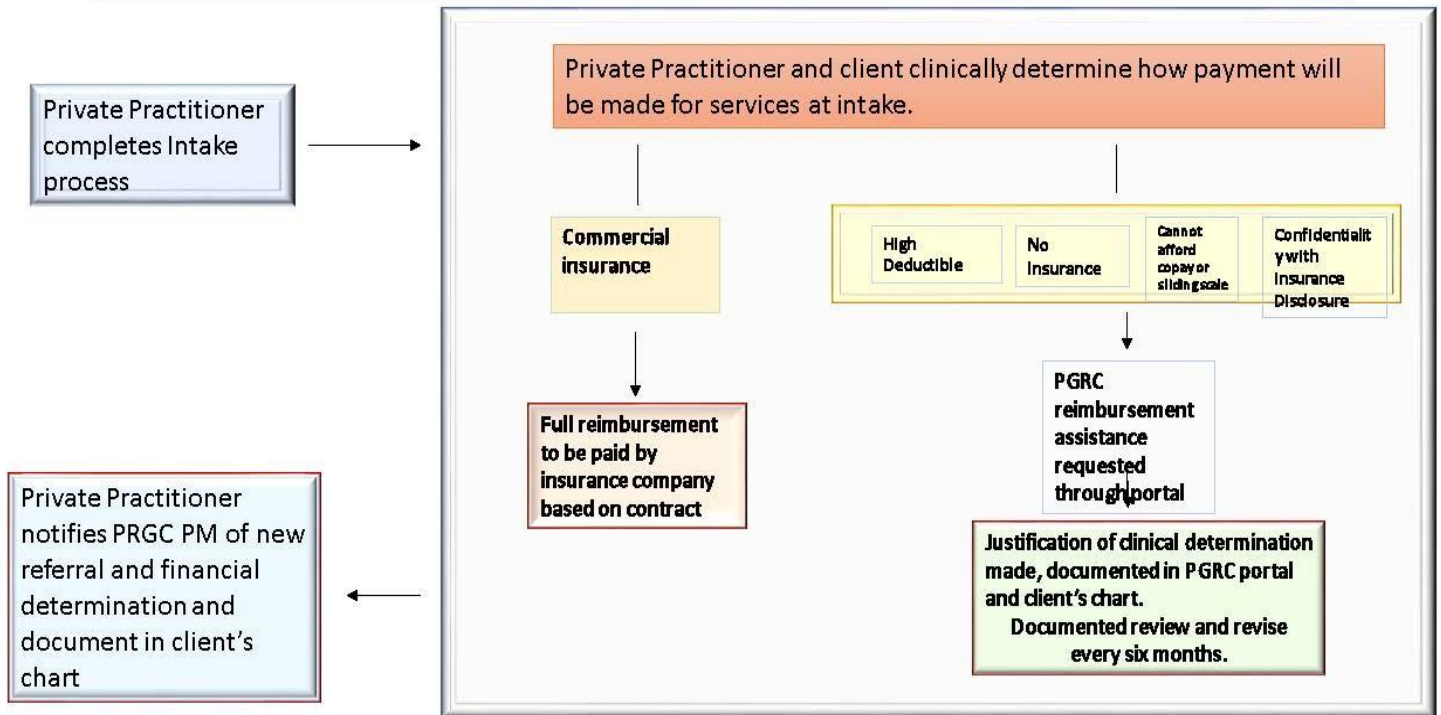 Private Practitioner
completes Intake
process
Private Practitioner and client clinically determine how payment will
be made for services at intake.
Commercial
insurance
High
Deductible
No
Insurance
Cannot
afford
copay or
sliding scale
Confidentialit
y with
Insurance
Disclosure
Full reimbursement
to be paid by
insurance company
based on contract
PGRC
reimbursement
assistance
requested
through portal
Justification of clinical determination
made, documented in PGRC portal
and client's chart.
Documented review and revise
every six months.
Private Practitioner
notifies PRGC PM of new
referral and financial
determination and
document in client's
chart